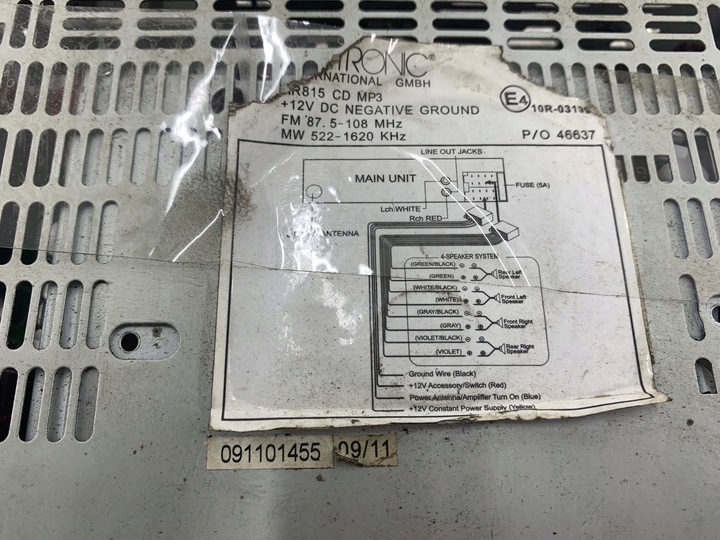 TRONIC®
ERNATIONAL GMBH
R815 CD MP3
+12V DC NEGATIVE GROUND
FM 87.5-108 MHz
MW 522-1620 KHz
E4
10R-0319
P/O 46637
LINE OUT JACKS
MAIN UNIT
FUSE (5A)
Lch WHITE
Rch RED
ANTENNA
4-SPEAKER SYSTEM
(GREEN/BLACK)
(GREEN)
Rear Left
Speaker
(WHITE/BLACK)
(WHITE)
Front Left
Speaker
(GRAY/BLACK)
(GRAY)
Front Right
Speaker
(VIOLET/BLACK)
(VIOLET)
Rear Right
Speaker
Ground Wire (Black)
+12V Accessory/Switch (Red)
Power Antenna/Amplifier Turn On (Blue)
+12V Constant Power Supply (Yellow)
091101455
09/11